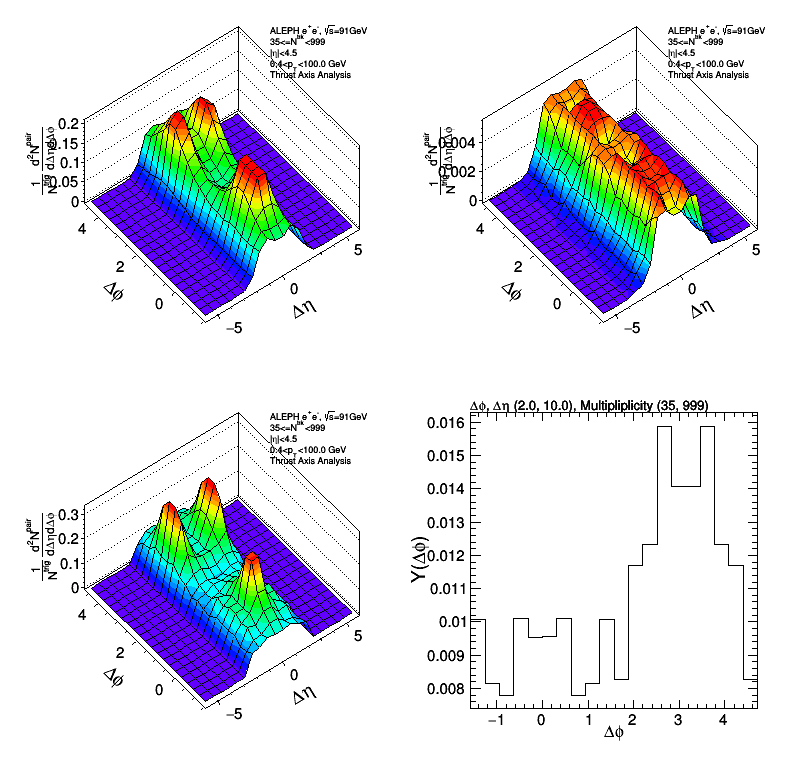 ALEPH e⁺e⁻, √s=91GeV
35<=N^trk<999
|η|<4.5
0.4<p_T<100.0 GeV
Thrust Axis Analysis
1/N^trig d²N^pair/dΔηdΔφ
0.2
0.15
0.1
0.05
0
4
2
0
Δφ
−5
0
5
Δη
ALEPH e⁺e⁻, √s=91GeV
35<=N^trk<999
|η|<4.5
0.4<p_T<100.0 GeV
Thrust Axis Analysis
1/N^trig d²N^pair/dΔηdΔφ
0.004
0.002
0
4
2
0
Δφ
−5
0
5
Δη
ALEPH e⁺e⁻, √s=91GeV
35<=N^trk<999
|η|<4.5
0.4<p_T<100.0 GeV
Thrust Axis Analysis
1/N^trig d²N^pair/dΔηdΔφ
0.3
0.2
0.1
0
4
2
0
Δφ
−5
0
5
Δη
Δφ, Δη (2.0, 10.0), Multipliplicity (35, 999)
Y(Δφ)
0.016
0.015
0.014
0.013
0.012
0.011
0.01
0.009
0.008
−1 0 1 2 3 4
Δφ